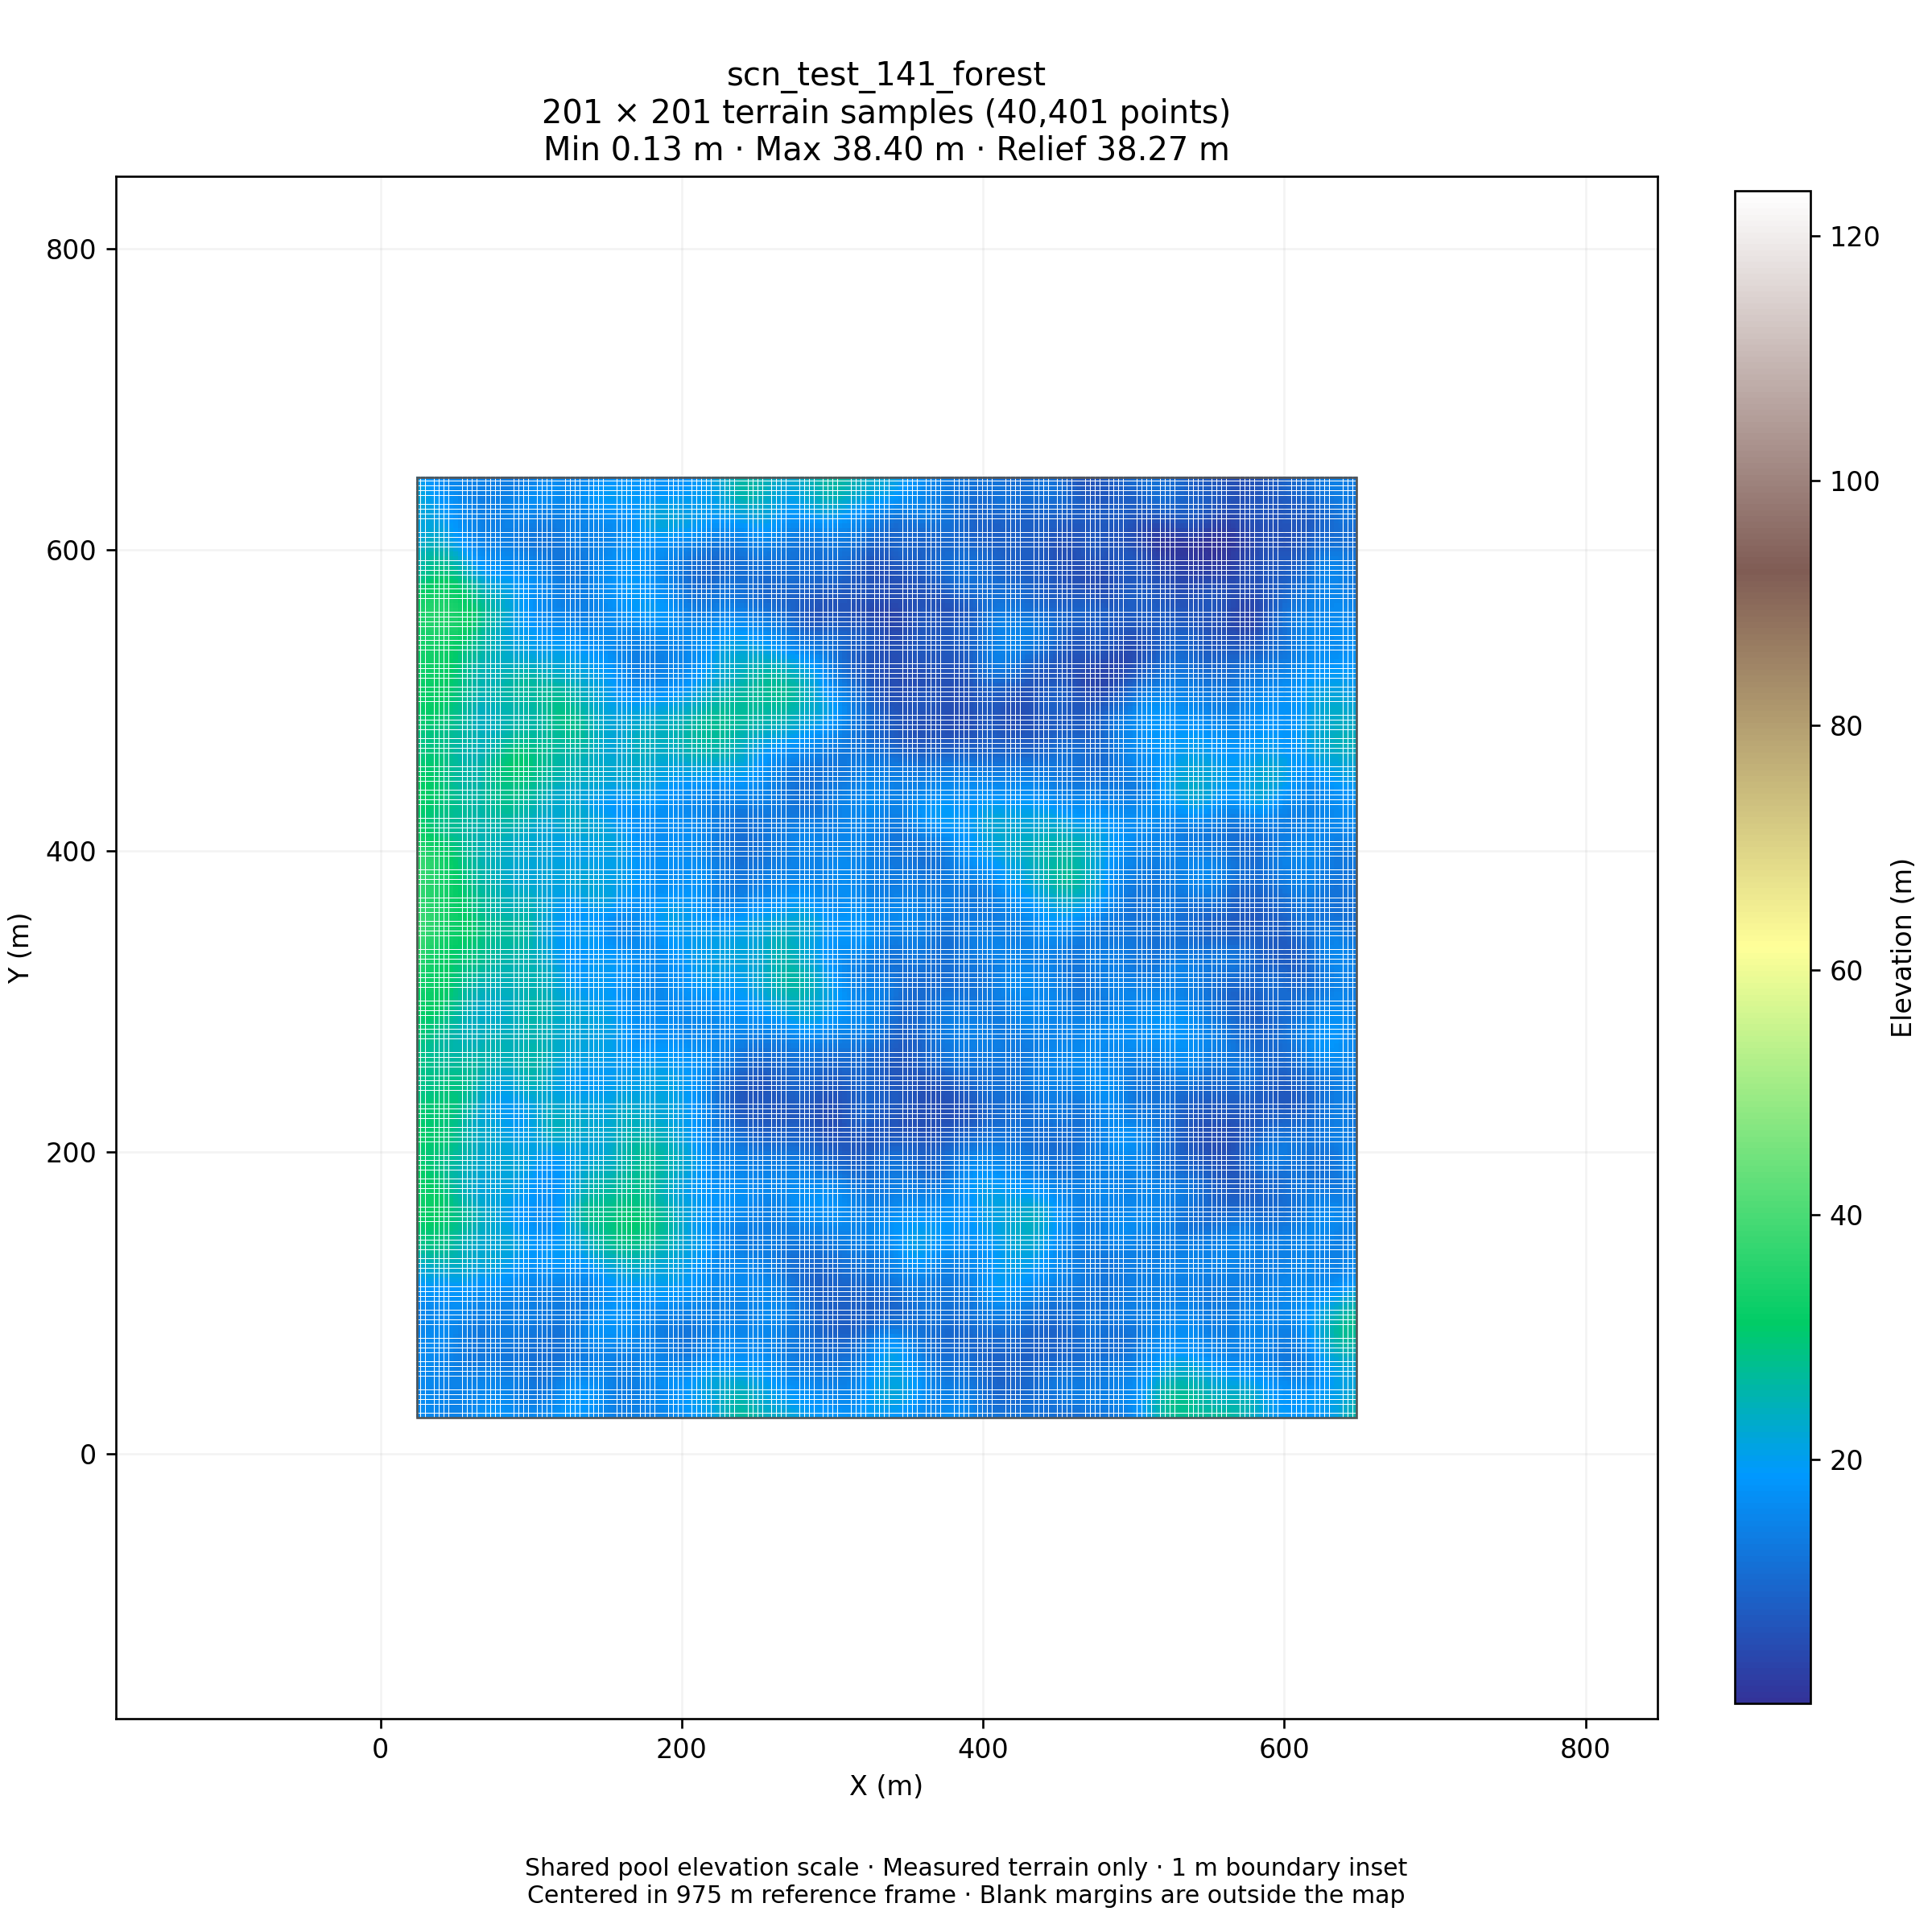 scn_test_141_forest
201 × 201 terrain samples (40,401 points)
Min 0.13 m · Max 38.40 m · Relief 38.27 m
800
600
400
200
0
Y (m)
0
200
400
600
800
X (m)
120
100
80
60
40
20
Elevation (m)
Shared pool elevation scale · Measured terrain only · 1 m boundary inset
Centered in 975 m reference frame · Blank margins are outside the map